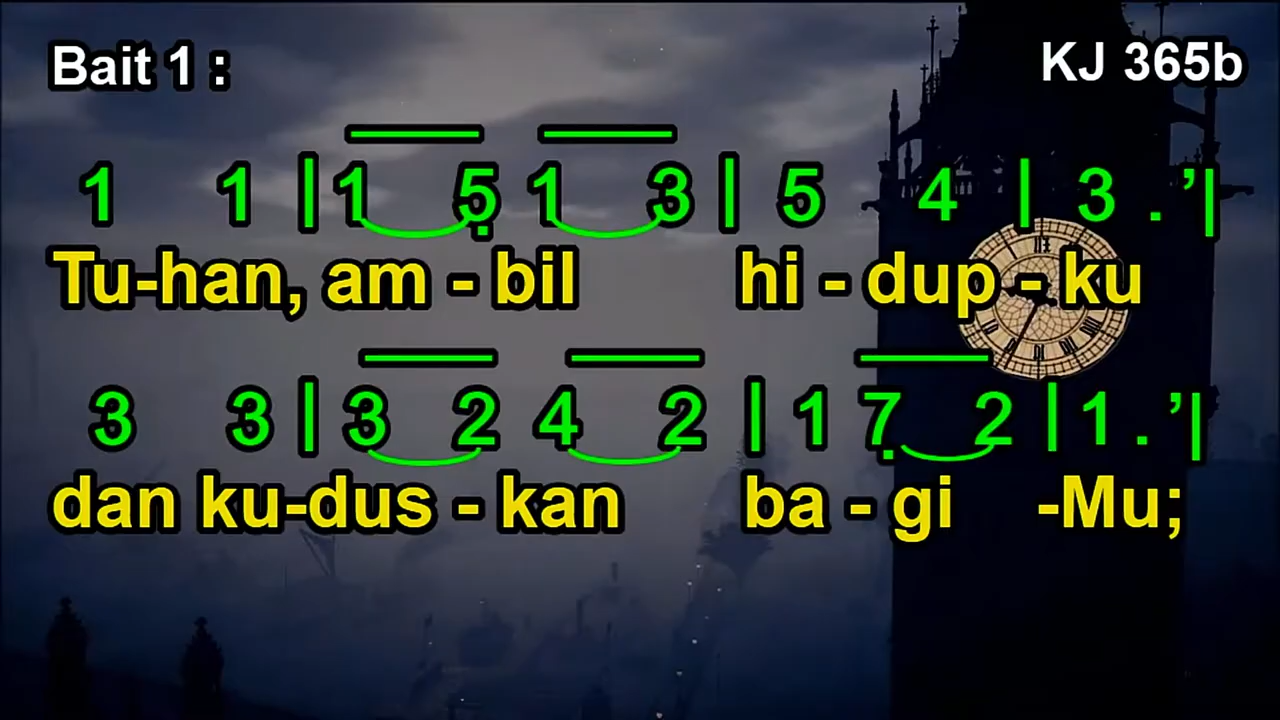 Bait 1 : KJ 365b
1 1 | 1 5̣ 1 3 | 5 4 | 3 . ’|
Tu-han, am - bil hi - dup - ku
3 3 | 3 2 4 2 | 1 7̣ 2 | 1 . ’|
dan ku-dus - kan ba - gi -Mu;